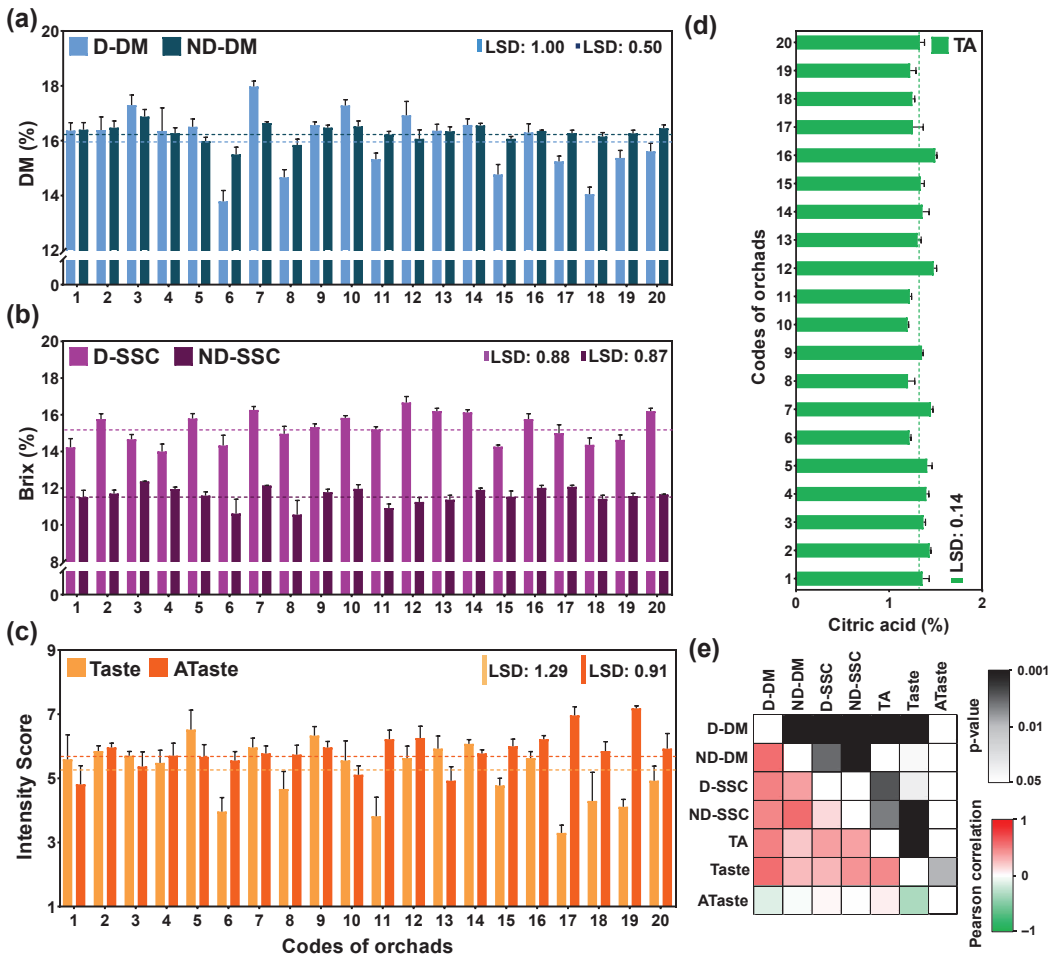 (a)
D-DM ND-DM LSD: 1.00 LSD: 0.50
DM (%)
20
18
16
14
12
0
1 2 3 4 5 6 7 8 9 10 11 12 13 14 15 16 17 18 19 20
(b)
D-SSC ND-SSC LSD: 0.88 LSD: 0.87
Brix (%)
20
18
16
14
12
10
8
0
1 2 3 4 5 6 7 8 9 10 11 12 13 14 15 16 17 18 19 20
(c)
Taste ATaste LSD: 1.29 LSD: 0.91
Intensity Score
9
7
5
3
1
1 2 3 4 5 6 7 8 9 10 11 12 13 14 15 16 17 18 19 20
Codes of orchads
(d)
TA
Codes of orchads
20
19
18
17
16
15
14
13
12
11
10
9
8
7
6
5
4
3
2
1
LSD: 0.14
0 1 2
Citric acid (%)
(e)
D-DM ND-DM D-SSC ND-SSC TA Taste ATaste
D-DM
ND-DM
D-SSC
ND-SSC
TA
Taste
ATaste
p-value
0.001
0.01
0.05
Pearson correlation
1
0
−1